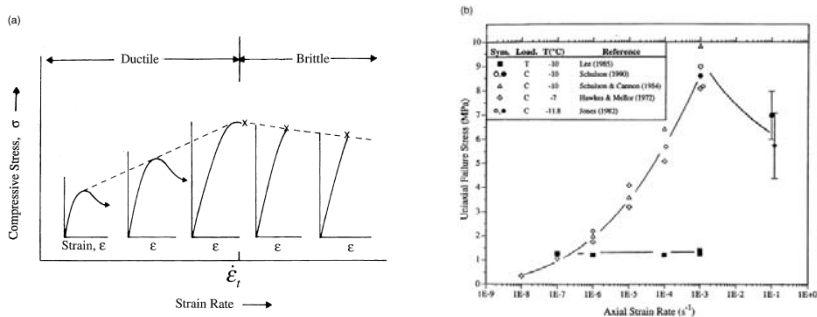 (a)
Ductile
Brittle
Compressive Stress, σ
Strain, ε
ε
ε
ε
ε
ε̇t
Strain Rate
(b)
Uniaxial Failure Stress (MPa)
10
9
8
7
6
5
4
3
2
1
0
Sym. Load. T(°C) Reference
T -10 Lee (1985)
C -10 Schulson (1990)
C -10 Schulson & Cannon (1984)
C -7 Hawkes & Mellor (1972)
C -11.8 Jones (1982)
1E-9 1E-8 1E-7 1E-6 1E-5 1E-4 1E-3 1E-2 1E-1 1E+0
Axial Strain Rate (s⁻¹)